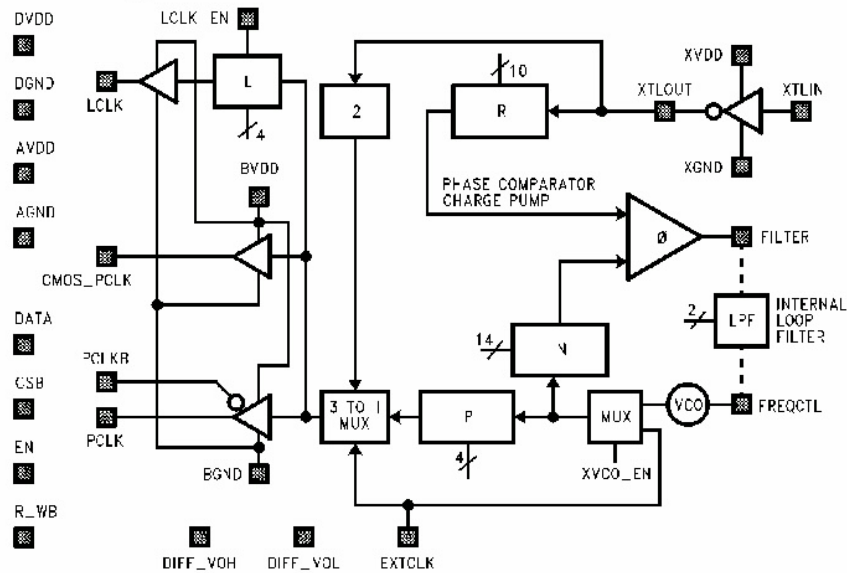 DVDD
LCLK EN
XVDD
DGND
LCLK
L
4
2
10
R
XTLOUT
XTLIN
AVDD
BVDD
XGND
AGND
PHASE COMPARATOR
CHARGE PUMP
Ø
FILTER
CMOS_PCLK
DATA
2
LPF
INTERNAL
LOOP
FILTER
PCLKB
14
N
CSB
PCLK
3 TO 1
MUX
P
MUX
VCO
FREQCTL
EN
BGND
4
XVCO_EN
R_WB
DIFF_VOH
DIFF_VOL
EXTCLK